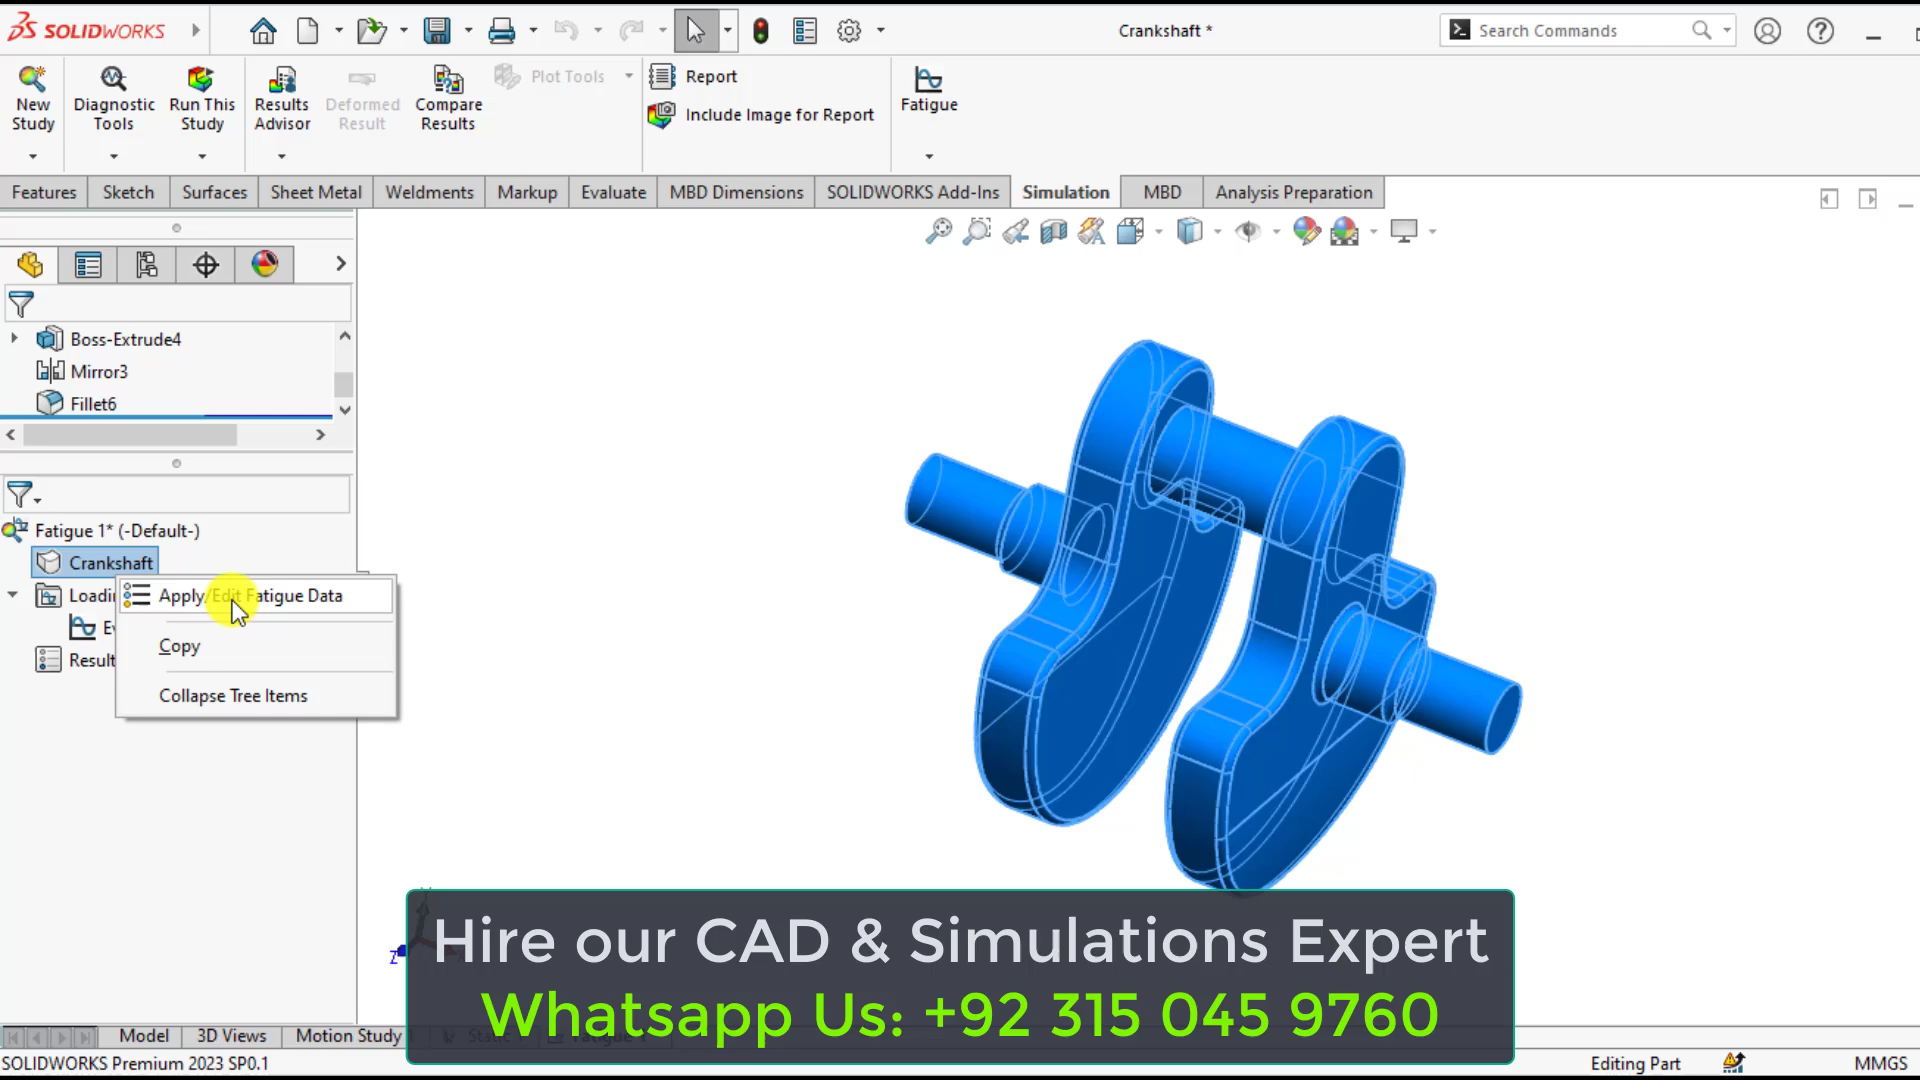 SOLIDWORKS
Crankshaft *
Search Commands
New Study
Diagnostic Tools
Run This Study
Results Advisor
Deformed Result
Compare Results
Plot Tools
Report
Include Image for Report
Fatigue
Features
Sketch
Surfaces
Sheet Metal
Weldments
Markup
Evaluate
MBD Dimensions
SOLIDWORKS Add-Ins
Simulation
MBD
Analysis Preparation
Boss-Extrude4
Mirror3
Fillet6
Fatigue 1* (-Default-)
Crankshaft
Loadi
Apply/Edit Fatigue Data
Ev
Copy
Result
Collapse Tree Items
Hire our CAD & Simulations Expert
Z
Whatsapp Us: +92 315 045 9760
Model
3D Views
Motion Study
SOLIDWORKS Premium 2023 SP0.1
Editing Part
MMGS